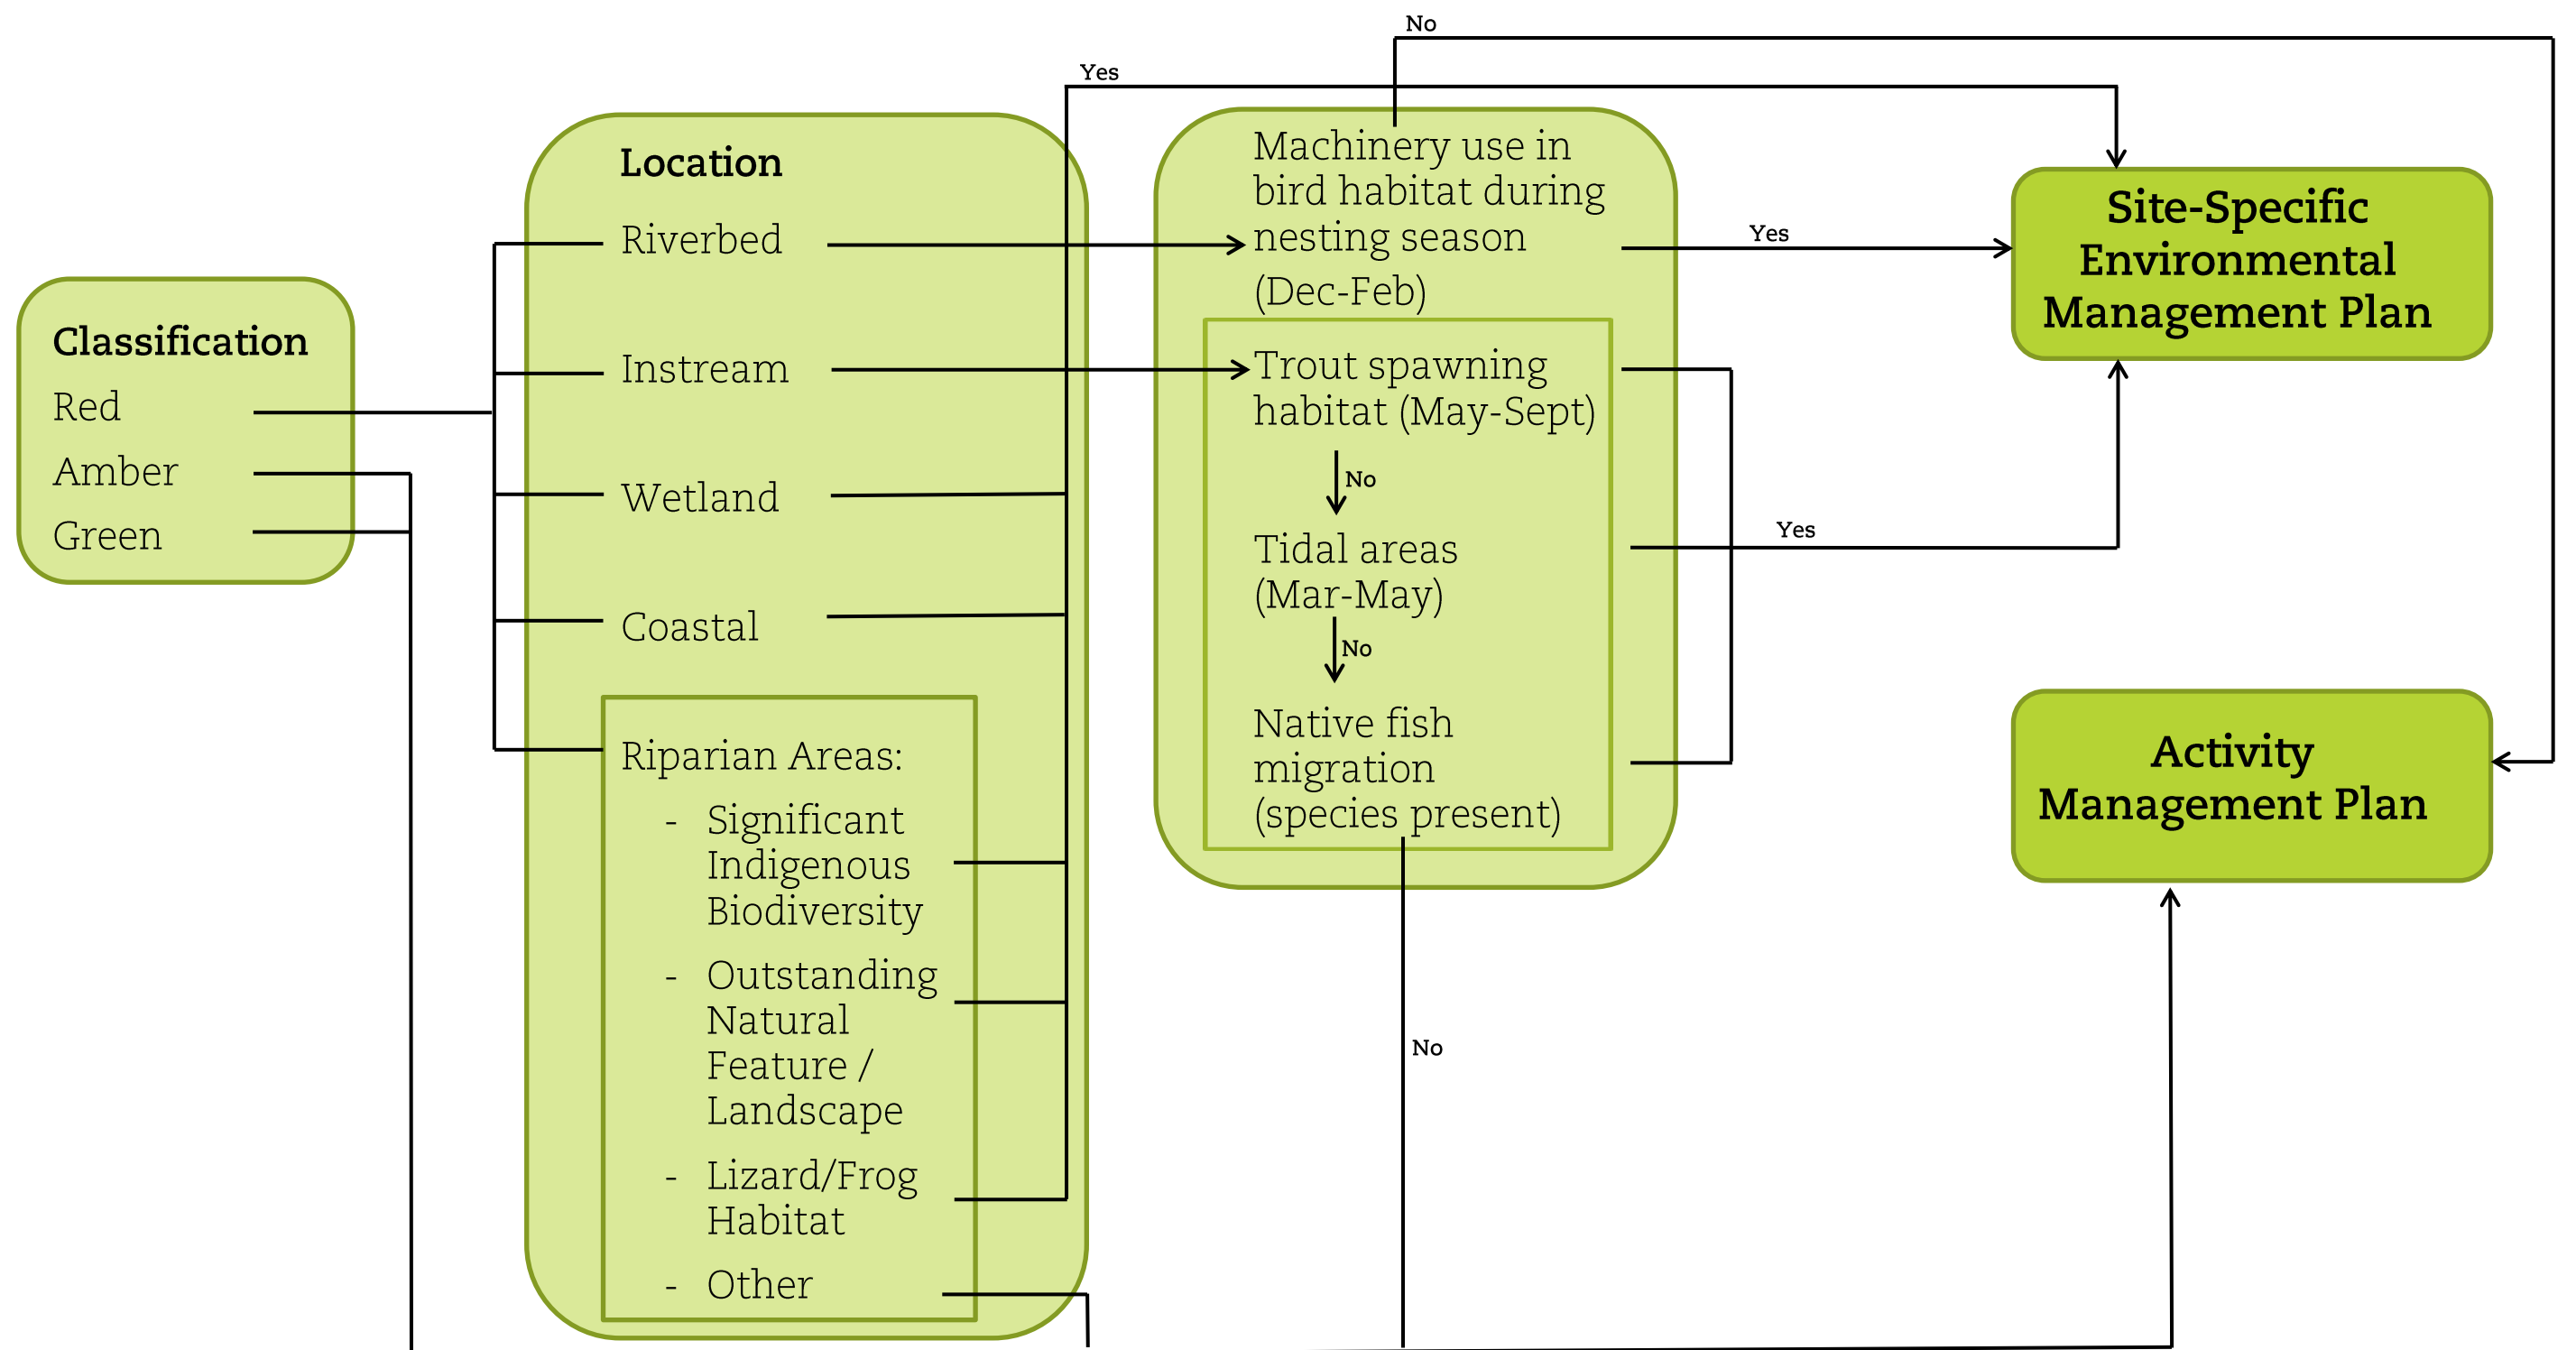 No
Yes
Classification
Red
Amber
Green
Location
Riverbed
Instream
Wetland
Coastal
Riparian Areas:
- Significant
Indigenous
Biodiversity
- Outstanding
Natural
Feature /
Landscape
- Lizard/Frog
Habitat
- Other
Machinery use in
bird habitat during
nesting season
(Dec-Feb)
Trout spawning
habitat (May-Sept)
No
Tidal areas
(Mar-May)
No
Native fish
migration
(species present)
No
Yes
Yes
Site-Specific
Environmental
Management Plan
Activity
Management Plan